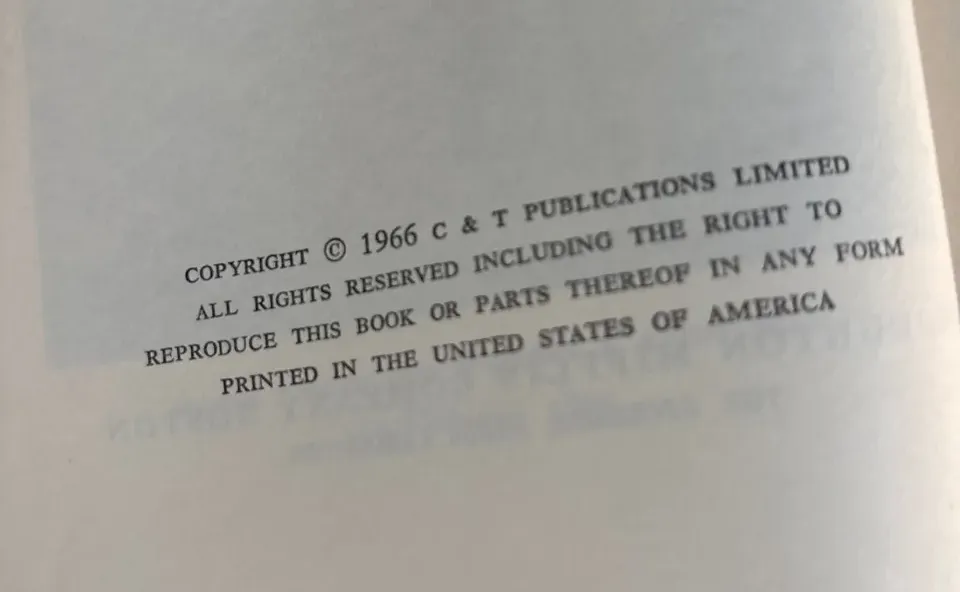 COPYRIGHT © 1966 C & T PUBLICATIONS LIMITED
ALL RIGHTS RESERVED INCLUDING THE RIGHT TO
REPRODUCE THIS BOOK OR PARTS THEREOF IN ANY FORM
PRINTED IN THE UNITED STATES OF AMERICA